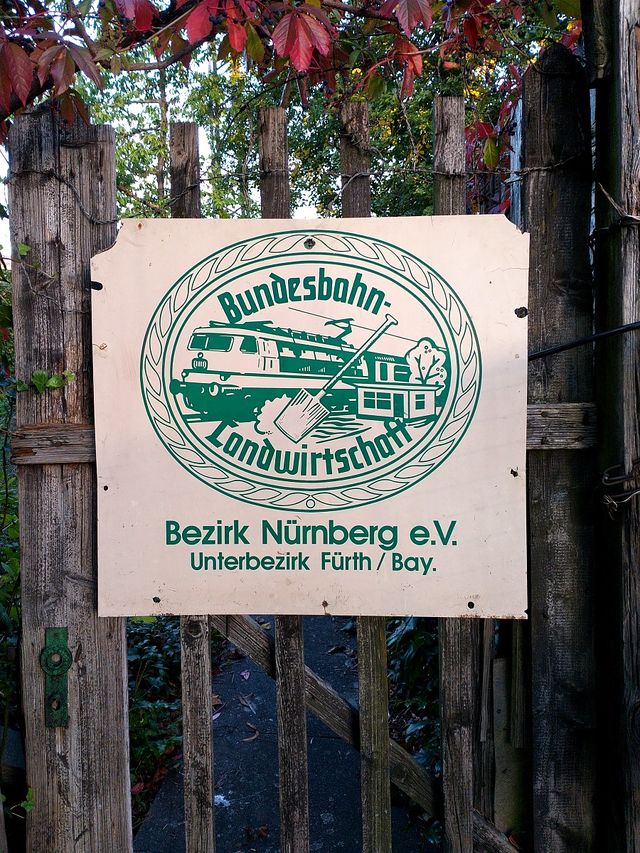 Bundesbahn-
Landwirtschaft
Bezirk Nürnberg e.V.
Unterbezirk Fürth / Bay.